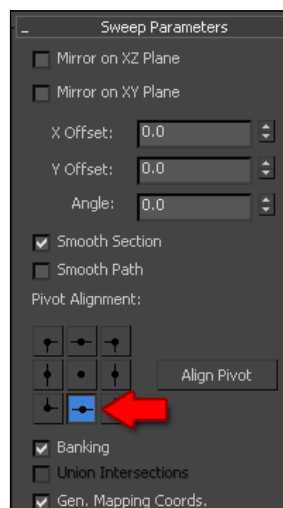 Sweep Parameters
Mirror on XZ Plane
Mirror on XY Plane
X Offset: 0.0
Y Offset: 0.0
Angle: 0.0
Smooth Section
Smooth Path
Pivot Alignment:
Align Pivot
Banking
Union Intersections
Gen. Mapping Coords.